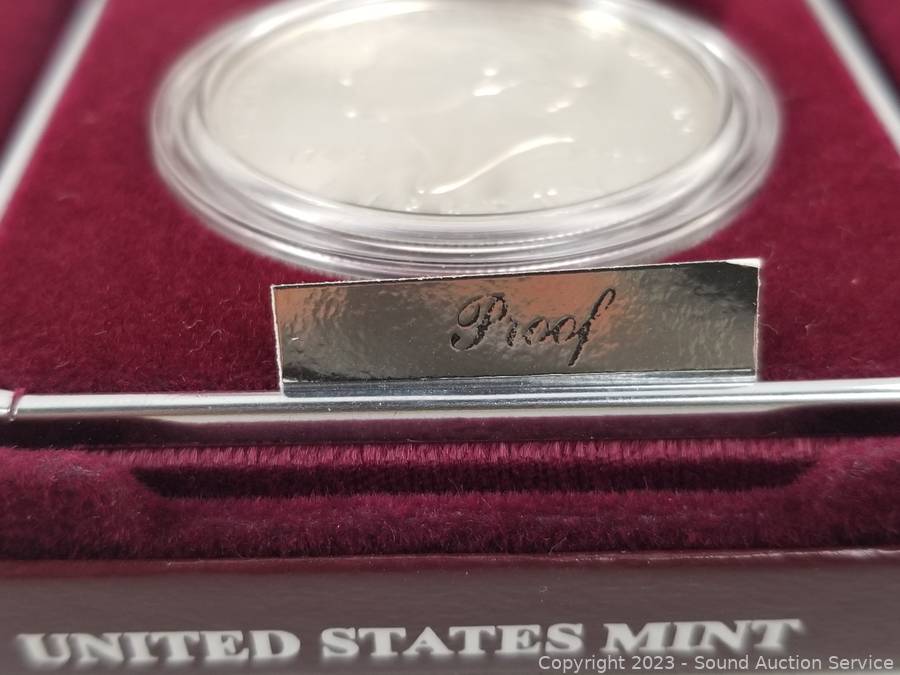 Proof
UNITED STATES MINT
Copyright 2023 - Sound Auction Service